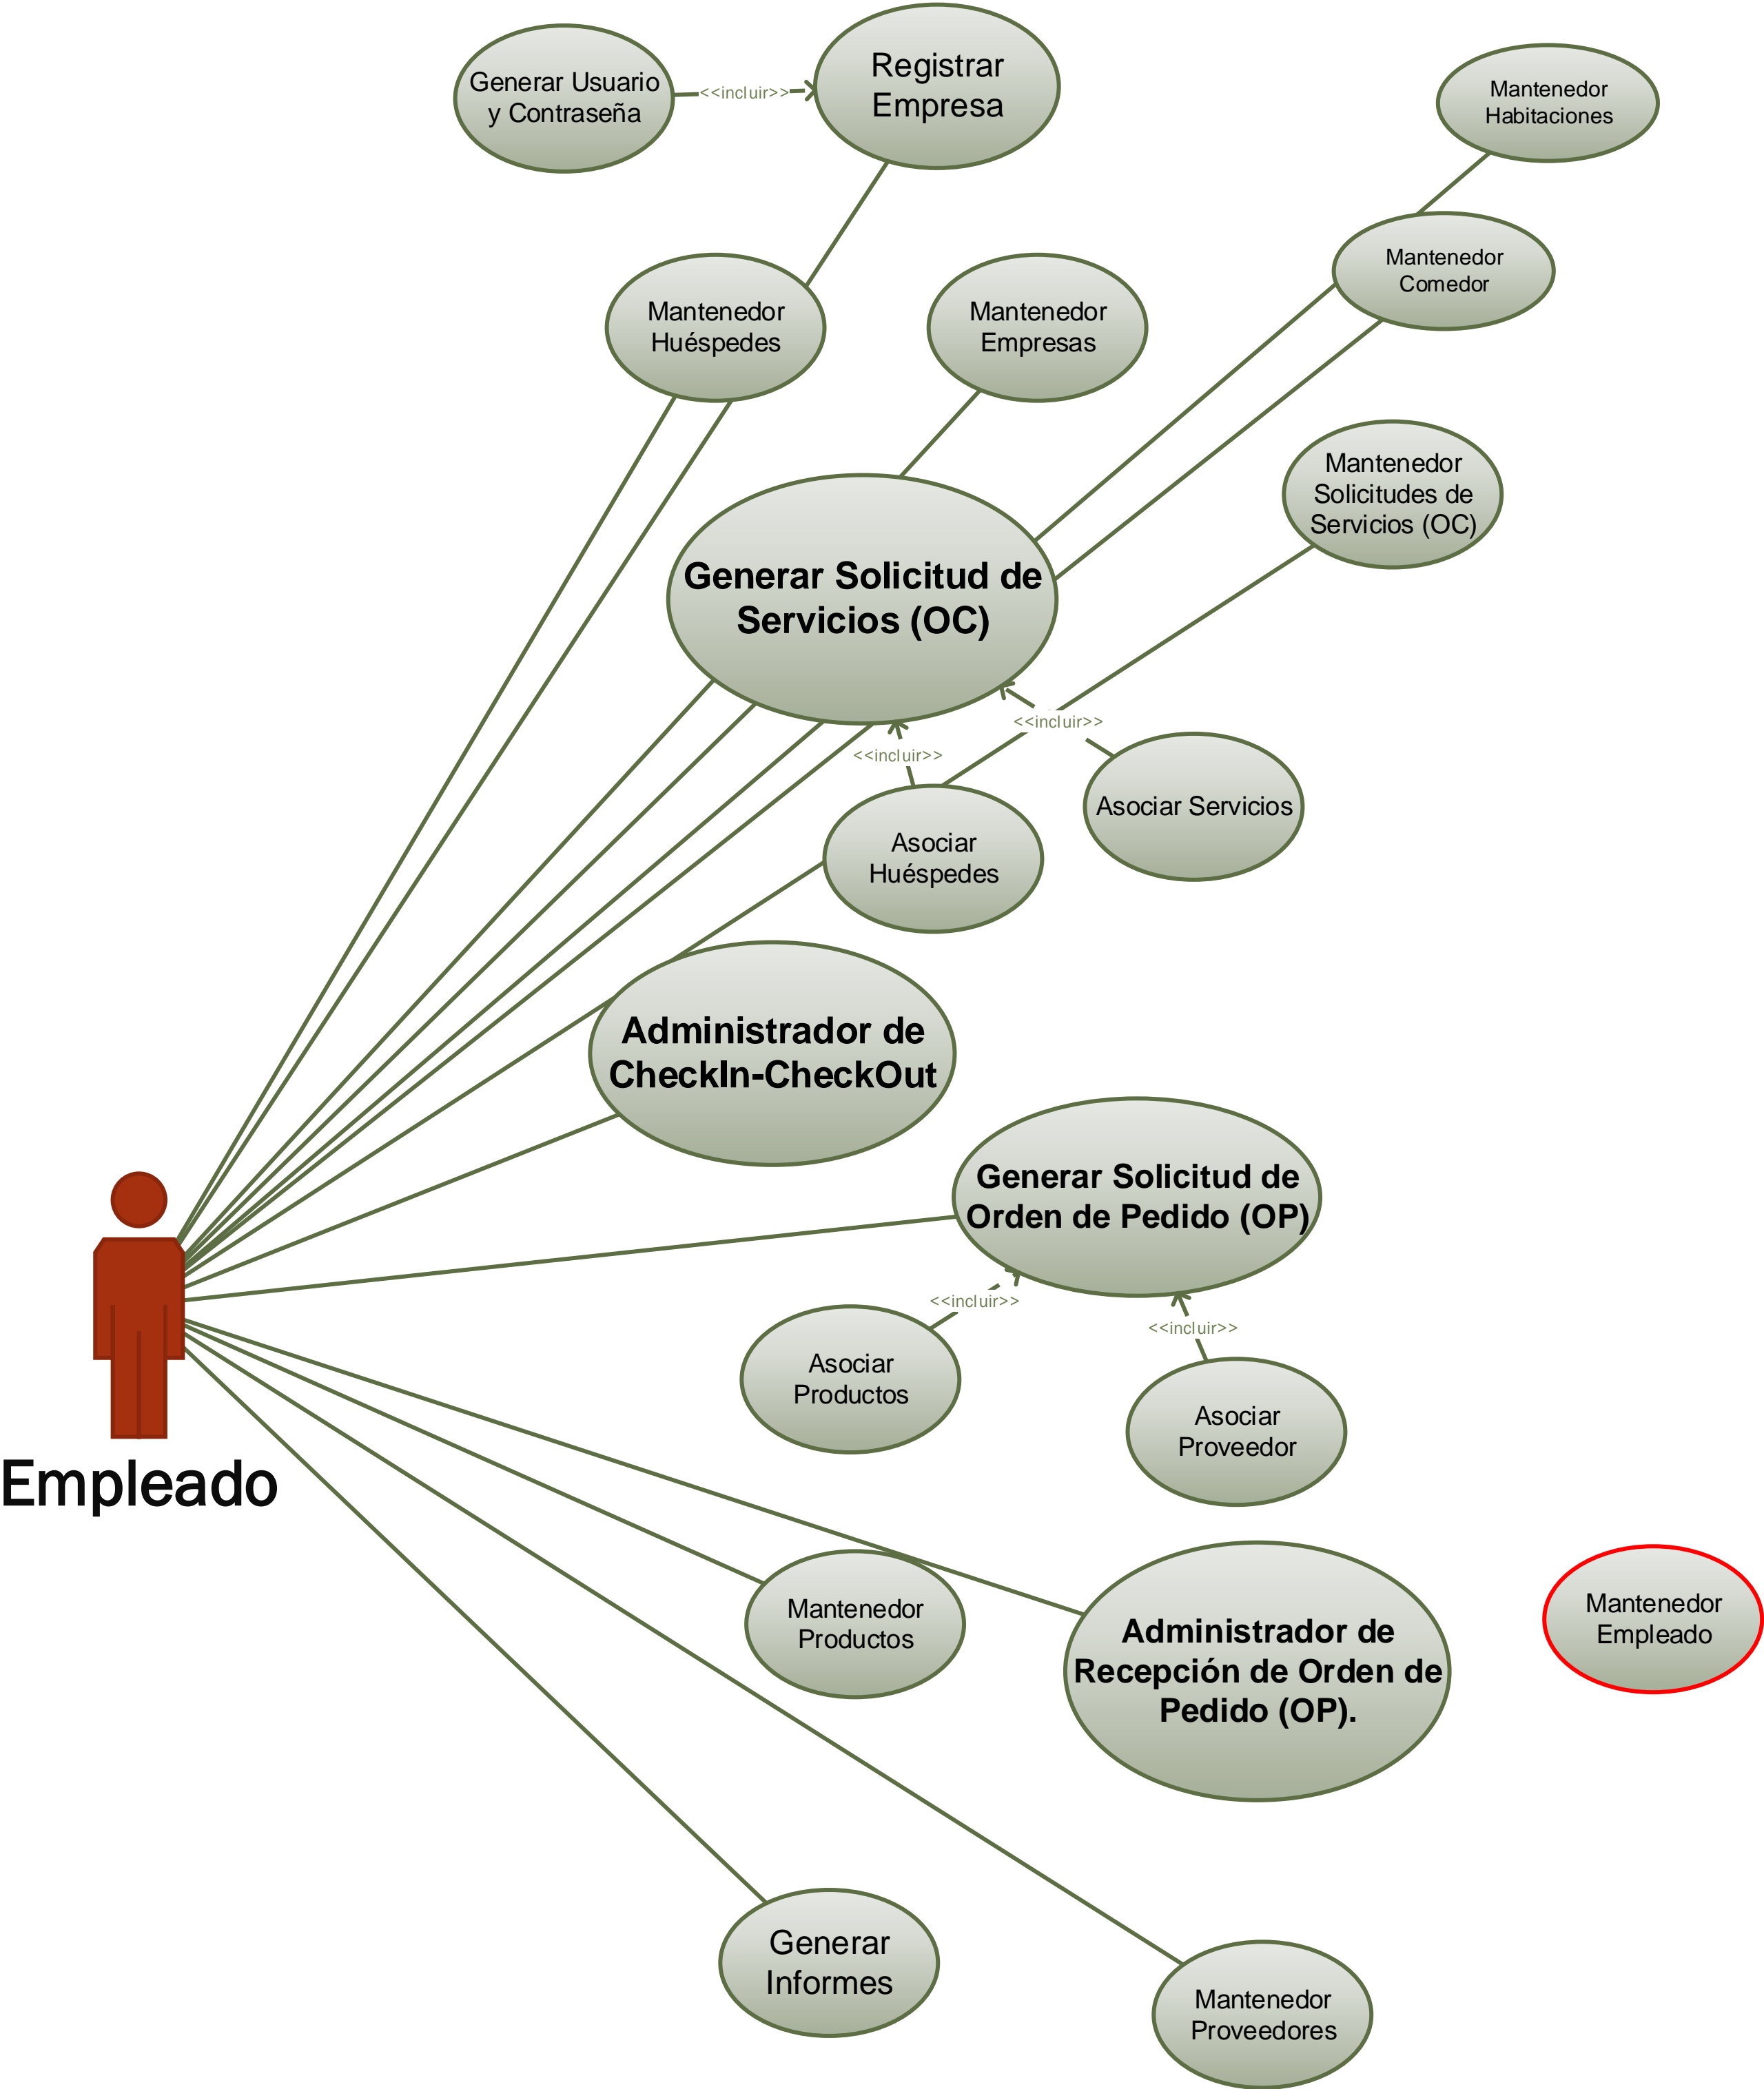 Generar Usuario
y Contraseña
<<incluir>>
Registrar
Empresa
Mantenedor
Habitaciones
Mantenedor
Comedor
Mantenedor
Huéspedes
Mantenedor
Empresas
Mantenedor
Solicitudes de
Servicios (OC)
Generar Solicitud de
Servicios (OC)
<<incluir>>
<<incluir>>
Asociar Servicios
Asociar
Huéspedes
Administrador de
CheckIn-CheckOut
Generar Solicitud de
Orden de Pedido (OP)
<<incluir>>
<<incluir>>
Asociar
Productos
Asociar
Proveedor
Empleado
Mantenedor
Productos
Administrador de
Recepción de Orden de
Pedido (OP).
Mantenedor
Empleado
Generar
Informes
Mantenedor
Proveedores